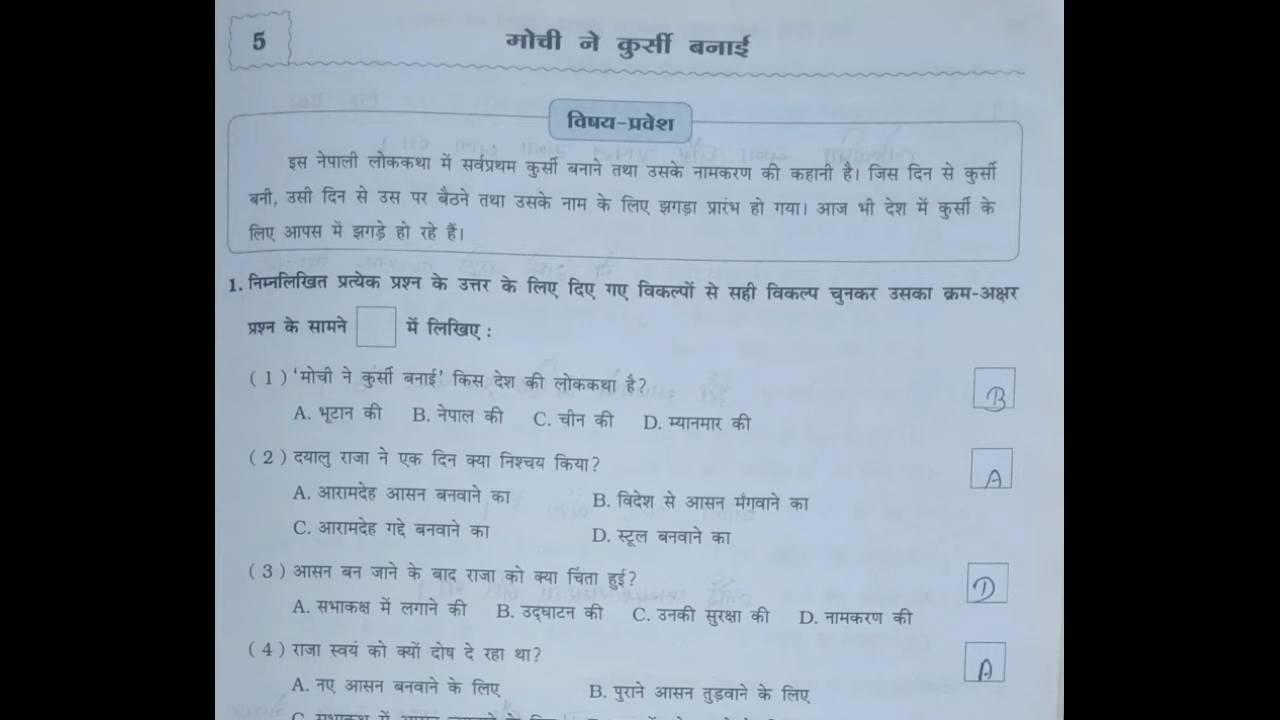 5
मोची ने कुर्सी बनाई
विषय-प्रवेश
इस नेपाली लोककथा में सर्वप्रथम कुर्सी बनाने तथा उसके नामकरण की कहानी है। जिस दिन से कुर्सी
बनी, उसी दिन से उस पर बैठने तथा उसके नाम के लिए झगड़ा प्रारंभ हो गया। आज भी देश में कुर्सी के
लिए आपस में झगड़े हो रहे हैं।
1. निम्नलिखित प्रत्येक प्रश्न के उत्तर के लिए दिए गए विकल्पों से सही विकल्प चुनकर उसका क्रम-अक्षर
प्रश्न के सामने में लिखिए :
( 1 ) 'मोची ने कुर्सी बनाई' किस देश की लोककथा है? B
A. भूटान की B. नेपाल की C. चीन की D. म्यानमार की
( 2 ) दयालु राजा ने एक दिन क्या निश्चय किया? A
A. आरामदेह आसन बनवाने का B. विदेश से आसन मँगवाने का
C. आरामदेह गद्दे बनवाने का D. स्टूल बनवाने का
( 3 ) आसन बन जाने के बाद राजा को क्या चिंता हुई? D
A. सभाकक्ष में लगाने की B. उद्घाटन की C. उनकी सुरक्षा की D. नामकरण की
( 4 ) राजा स्वयं को क्यों दोष दे रहा था? A
A. नए आसन बनवाने के लिए B. पुराने आसन तुड़वाने के लिए